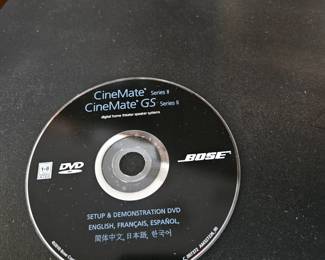 CineMate® Series II
CineMate® GS Series II
digital home theater speaker systems
DVD
BOSE
SETUP & DEMONSTRATION DVD
ENGLISH, FRANÇAIS, ESPAÑOL,
简体中文, 日本語, 한국어